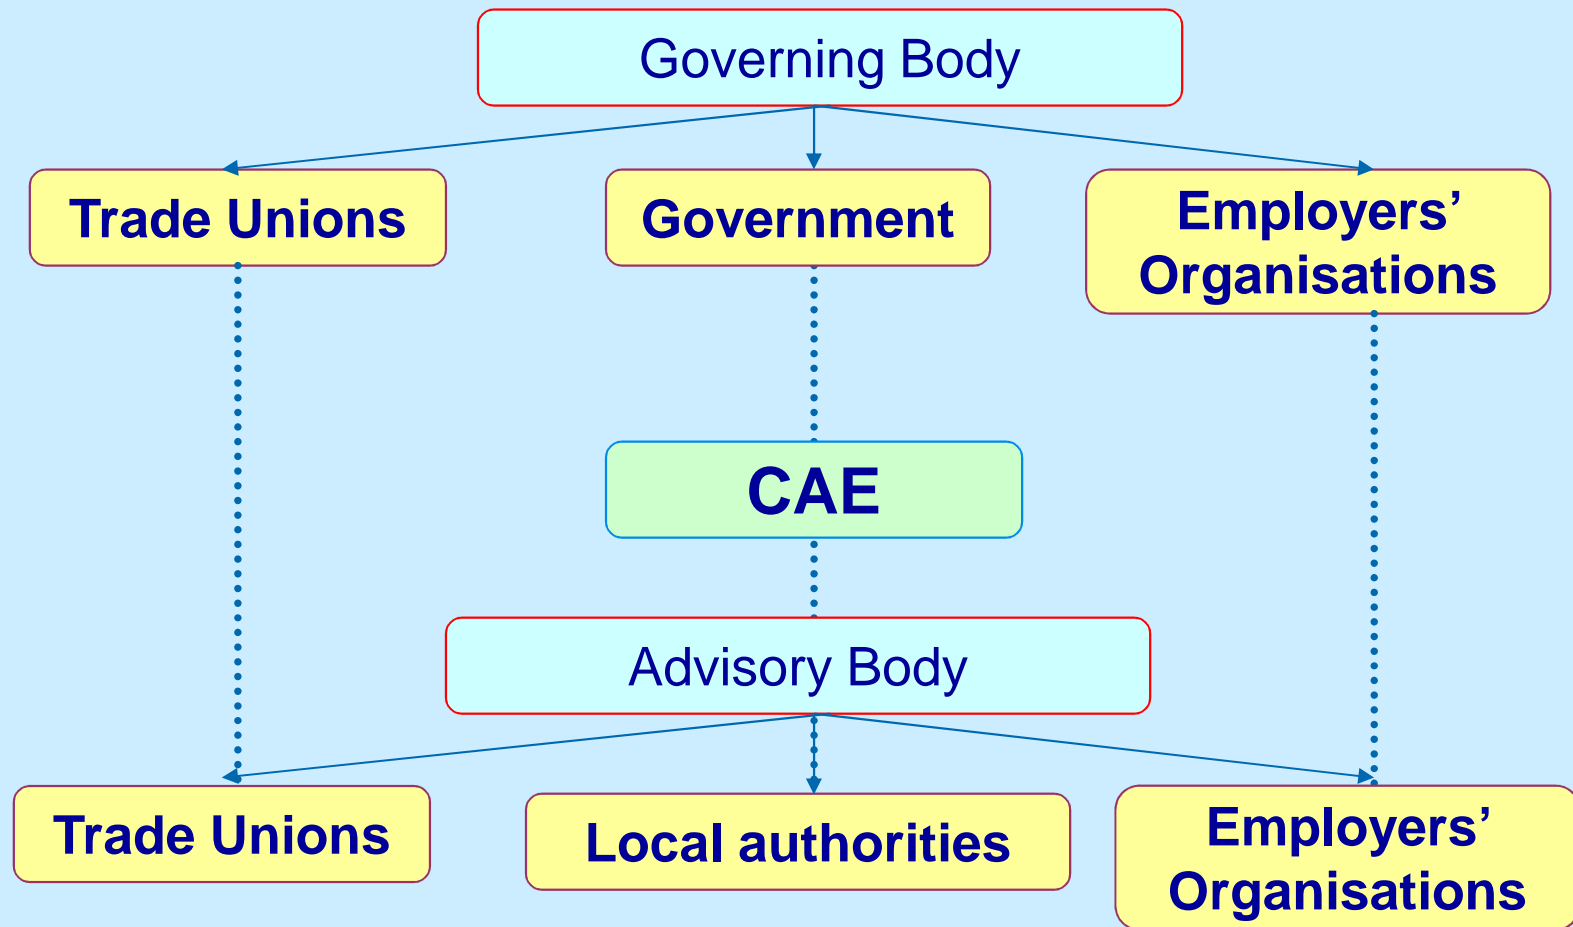 Governing Body
Trade Unions
Government
Employers’
Organisations
CAE
Advisory Body
Trade Unions
Local authorities
Employers’
Organisations